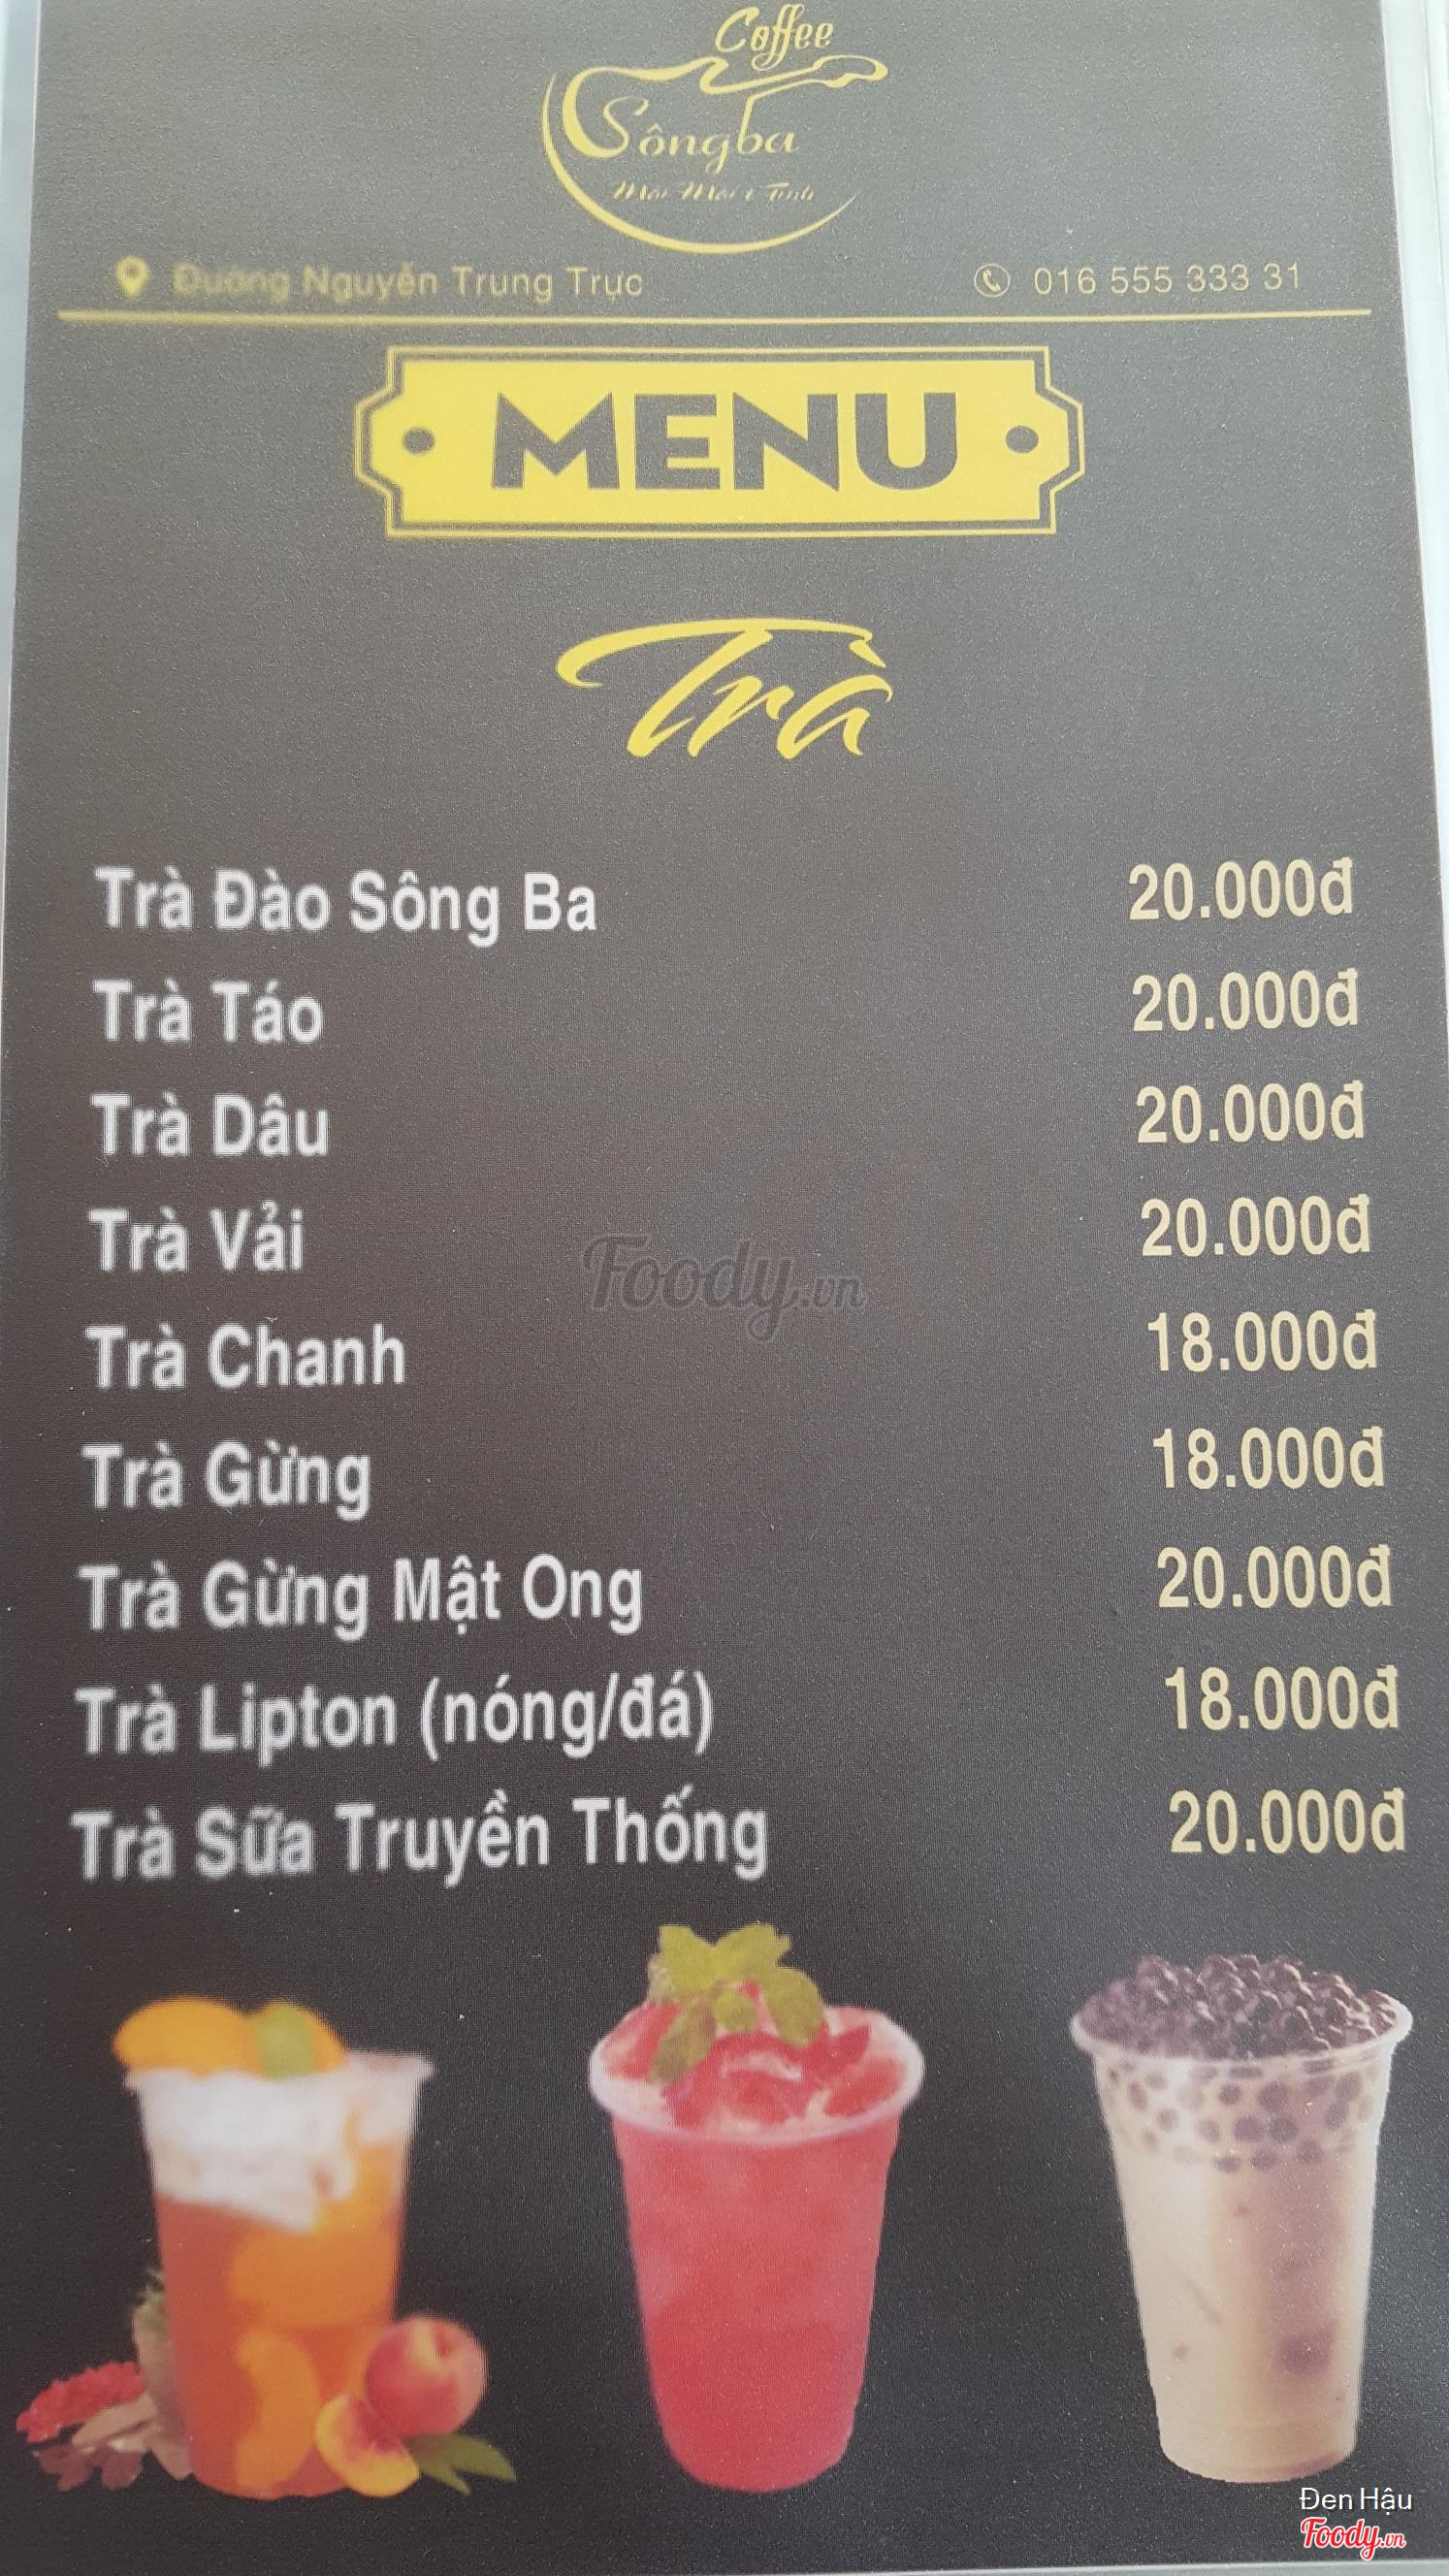 Coffee
Sôngba
Đường Nguyễn Trung Trực
016 555 333 31
MENU
Trà
Trà Đào Sông Ba 20.000đ
Trà Táo 20.000đ
Trà Dâu 20.000đ
Trà Vải 20.000đ
Trà Chanh 18.000đ
Trà Gừng 18.000đ
Trà Gừng Mật Ong 20.000đ
Trà Lipton (nóng/đá) 18.000đ
Trà Sữa Truyền Thống 20.000đ
Foody.vn
Đen Hậu
Foody.vn